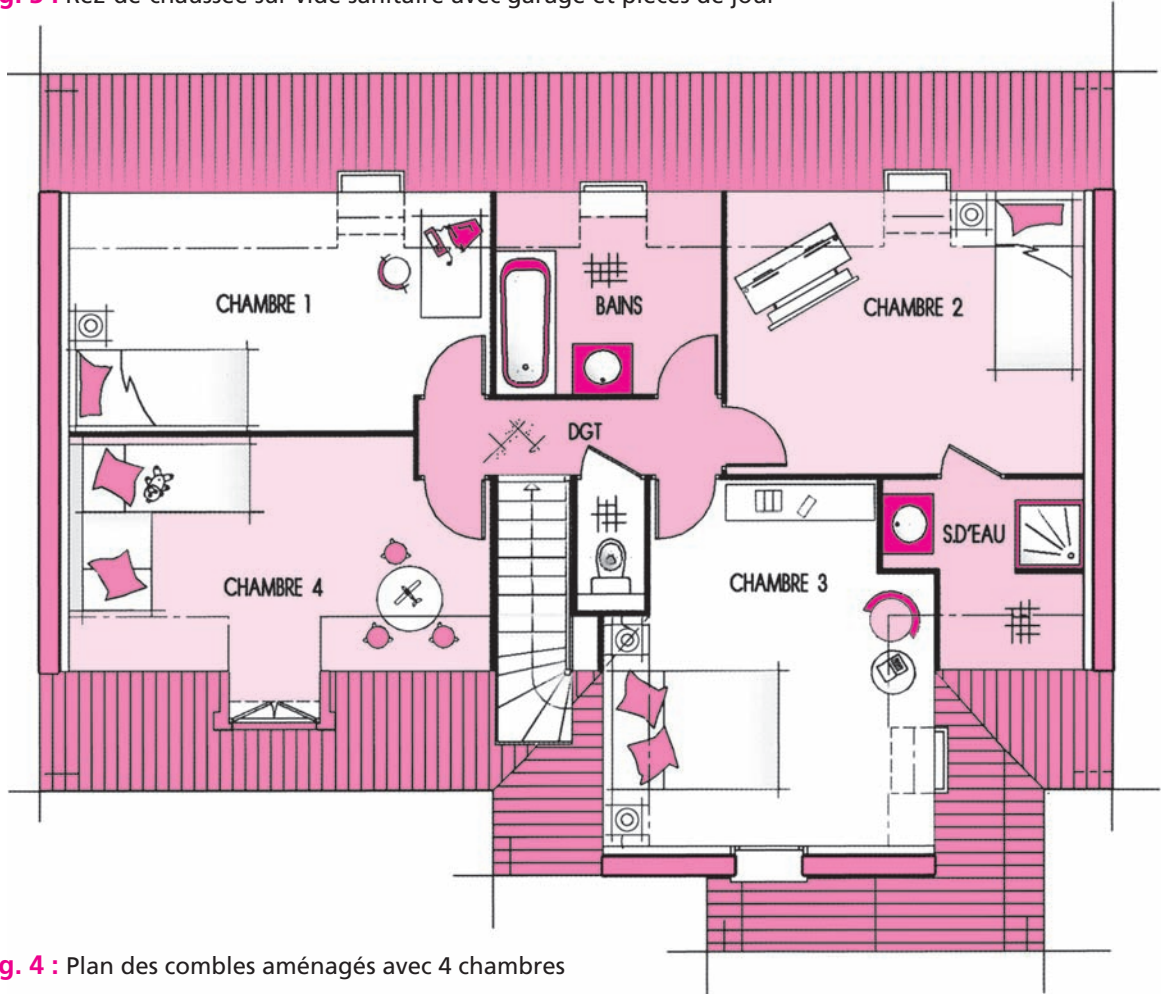 g. 3 : Rez-de-chaussée sur vide sanitaire avec garage et pièces de jour
CHAMBRE 1
BAINS
CHAMBRE 2
DGT
S.D'EAU
CHAMBRE 3
CHAMBRE 4
g. 4 : Plan des combles aménagés avec 4 chambres